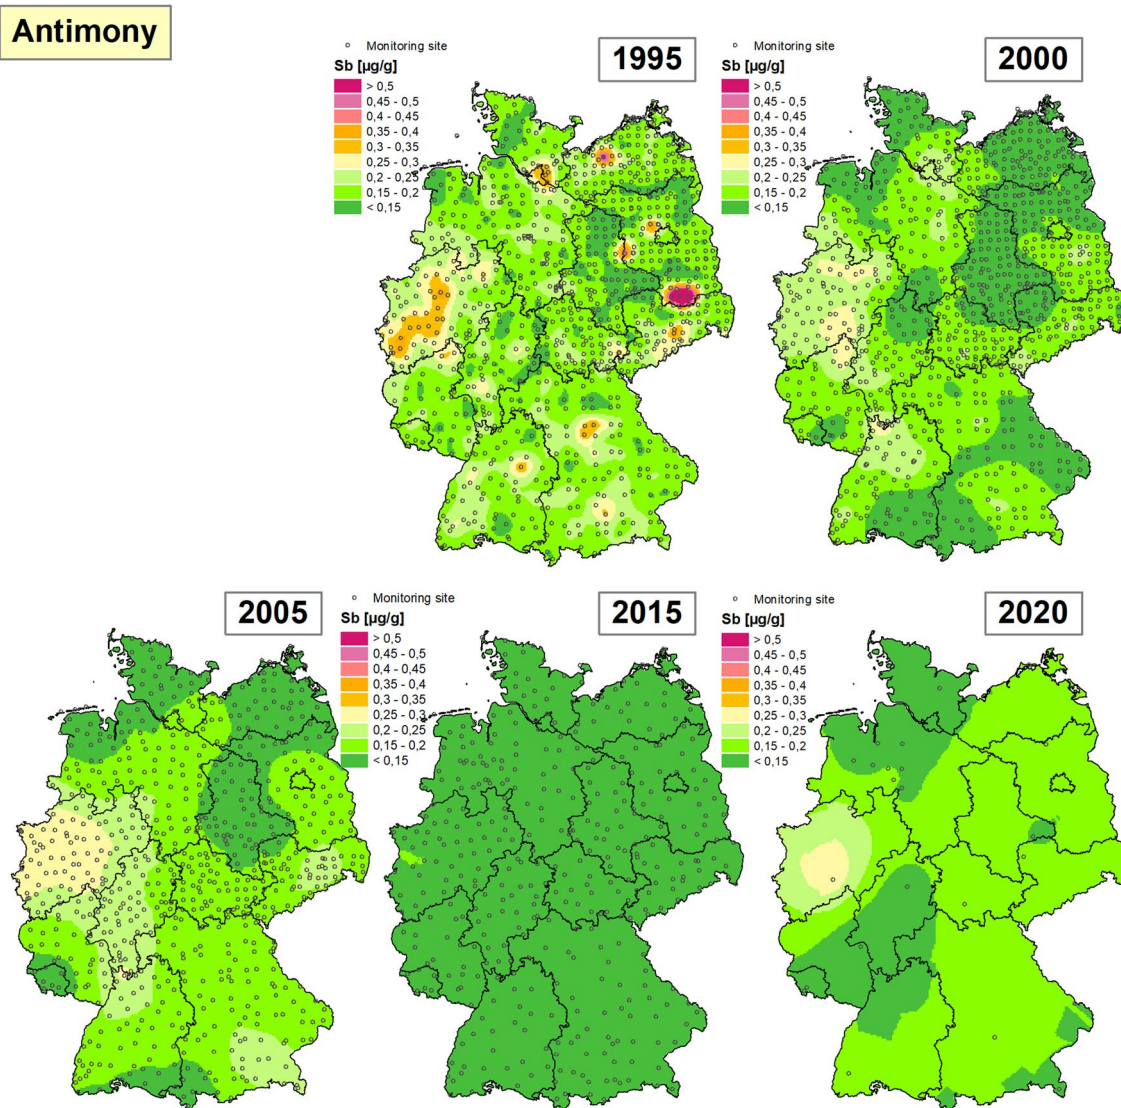 Antimony
1995
Monitoring site
Sb [µg/g]
> 0,5
0,45 - 0,5
0,4 - 0,45
0,35 - 0,4
0,3 - 0,35
0,25 - 0,3
0,2 - 0,25
0,15 - 0,2
< 0,15
2000
Monitoring site
Sb [µg/g]
> 0,5
0,45 - 0,5
0,4 - 0,45
0,35 - 0,4
0,3 - 0,35
0,25 - 0,3
0,2 - 0,25
0,15 - 0,2
< 0,15
2005
2015
Monitoring site
Sb [µg/g]
> 0,5
0,45 - 0,5
0,4 - 0,45
0,35 - 0,4
0,3 - 0,35
0,25 - 0,3
0,2 - 0,25
0,15 - 0,2
< 0,15
2020
Monitoring site
Sb [µg/g]
> 0,5
0,45 - 0,5
0,4 - 0,45
0,35 - 0,4
0,3 - 0,35
0,25 - 0,3
0,2 - 0,25
0,15 - 0,2
< 0,15